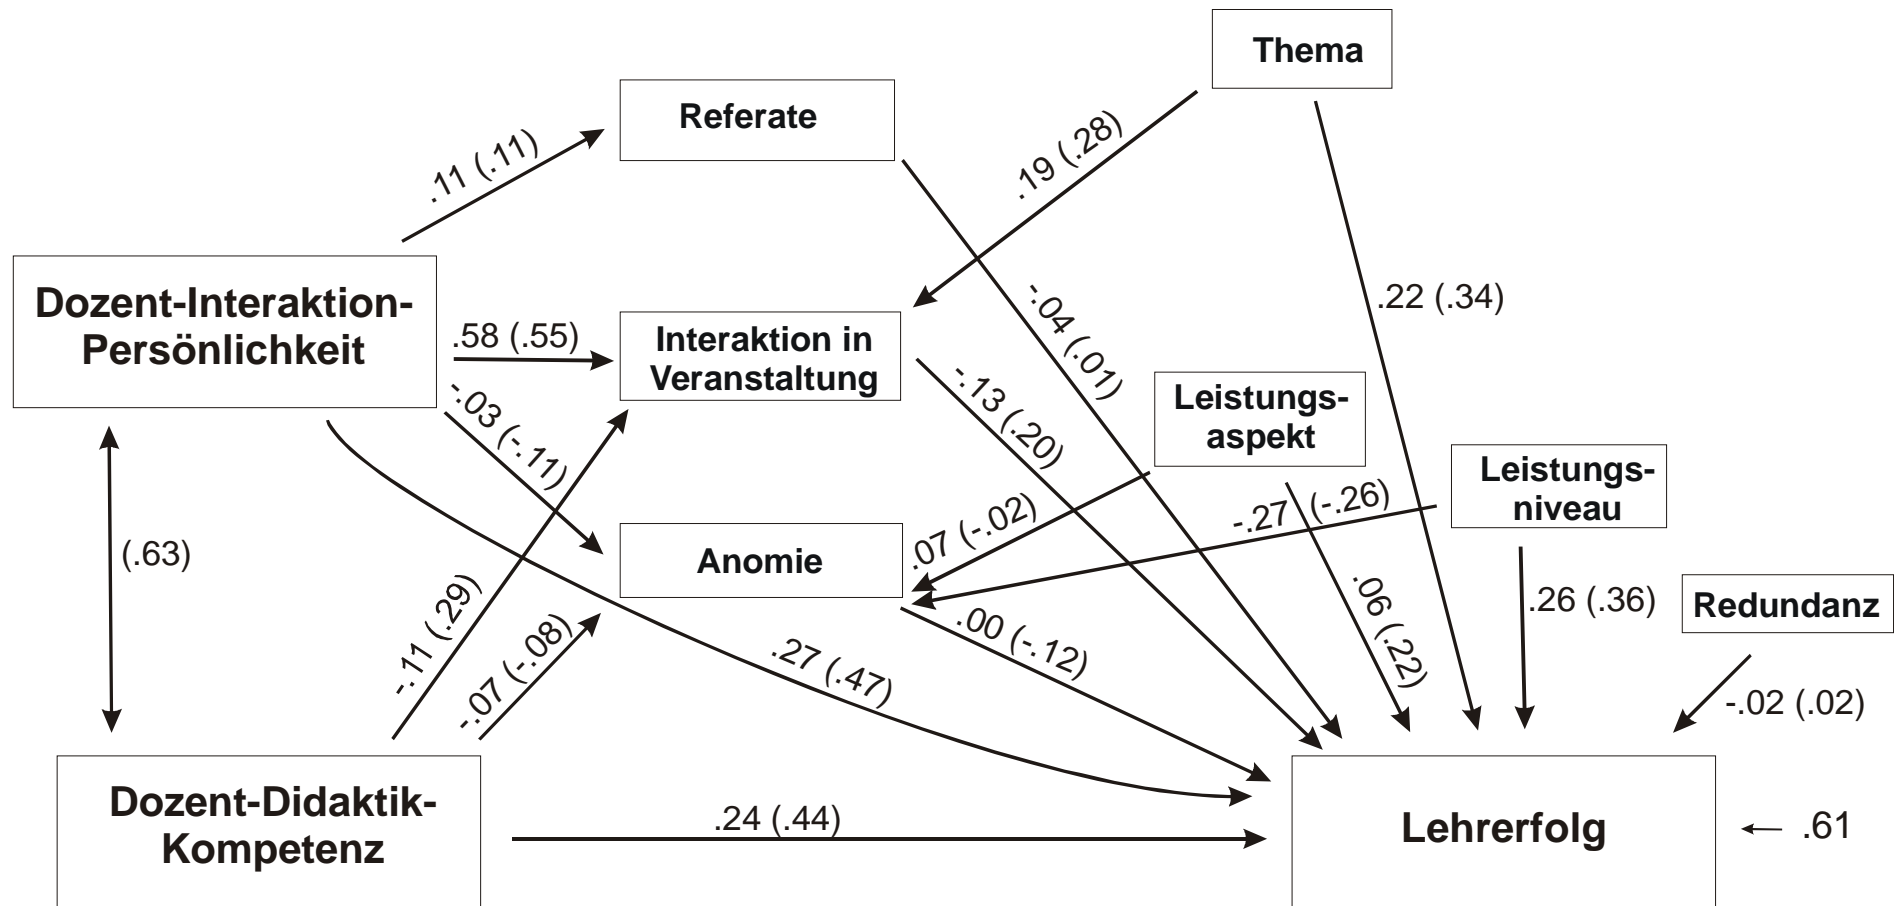 Thema
Referate
.11 (.11)
.19 (.28)
Dozent-Interaktion-
Persönlichkeit
.58 (.55)
Interaktion in
Veranstaltung
-.04 (.01)
.22 (.34)
-.03 (-.11)
-.13 (.20)
Leistungs-
aspekt
Leistungs-
niveau
(.63)
Anomie
.07 (-.02)
-.27 (-.26)
-.11 (.29)
-.07 (-.08)
.27 (.47)
.00 (-.12)
.06 (.22)
.26 (.36)
Redundanz
-.02 (.02)
Dozent-Didaktik-
Kompetenz
.24 (.44)
Lehrerfolg
.61